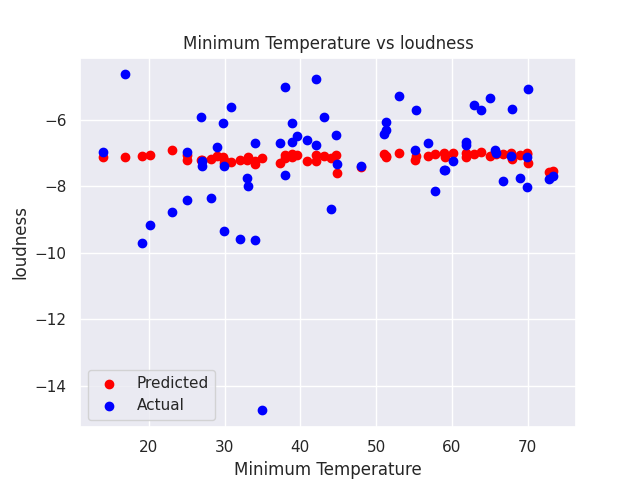 Minimum Temperature vs loudness
loudness
−6
−8
−10
−12
−14
Predicted
Actual
20 30 40 50 60 70
Minimum Temperature